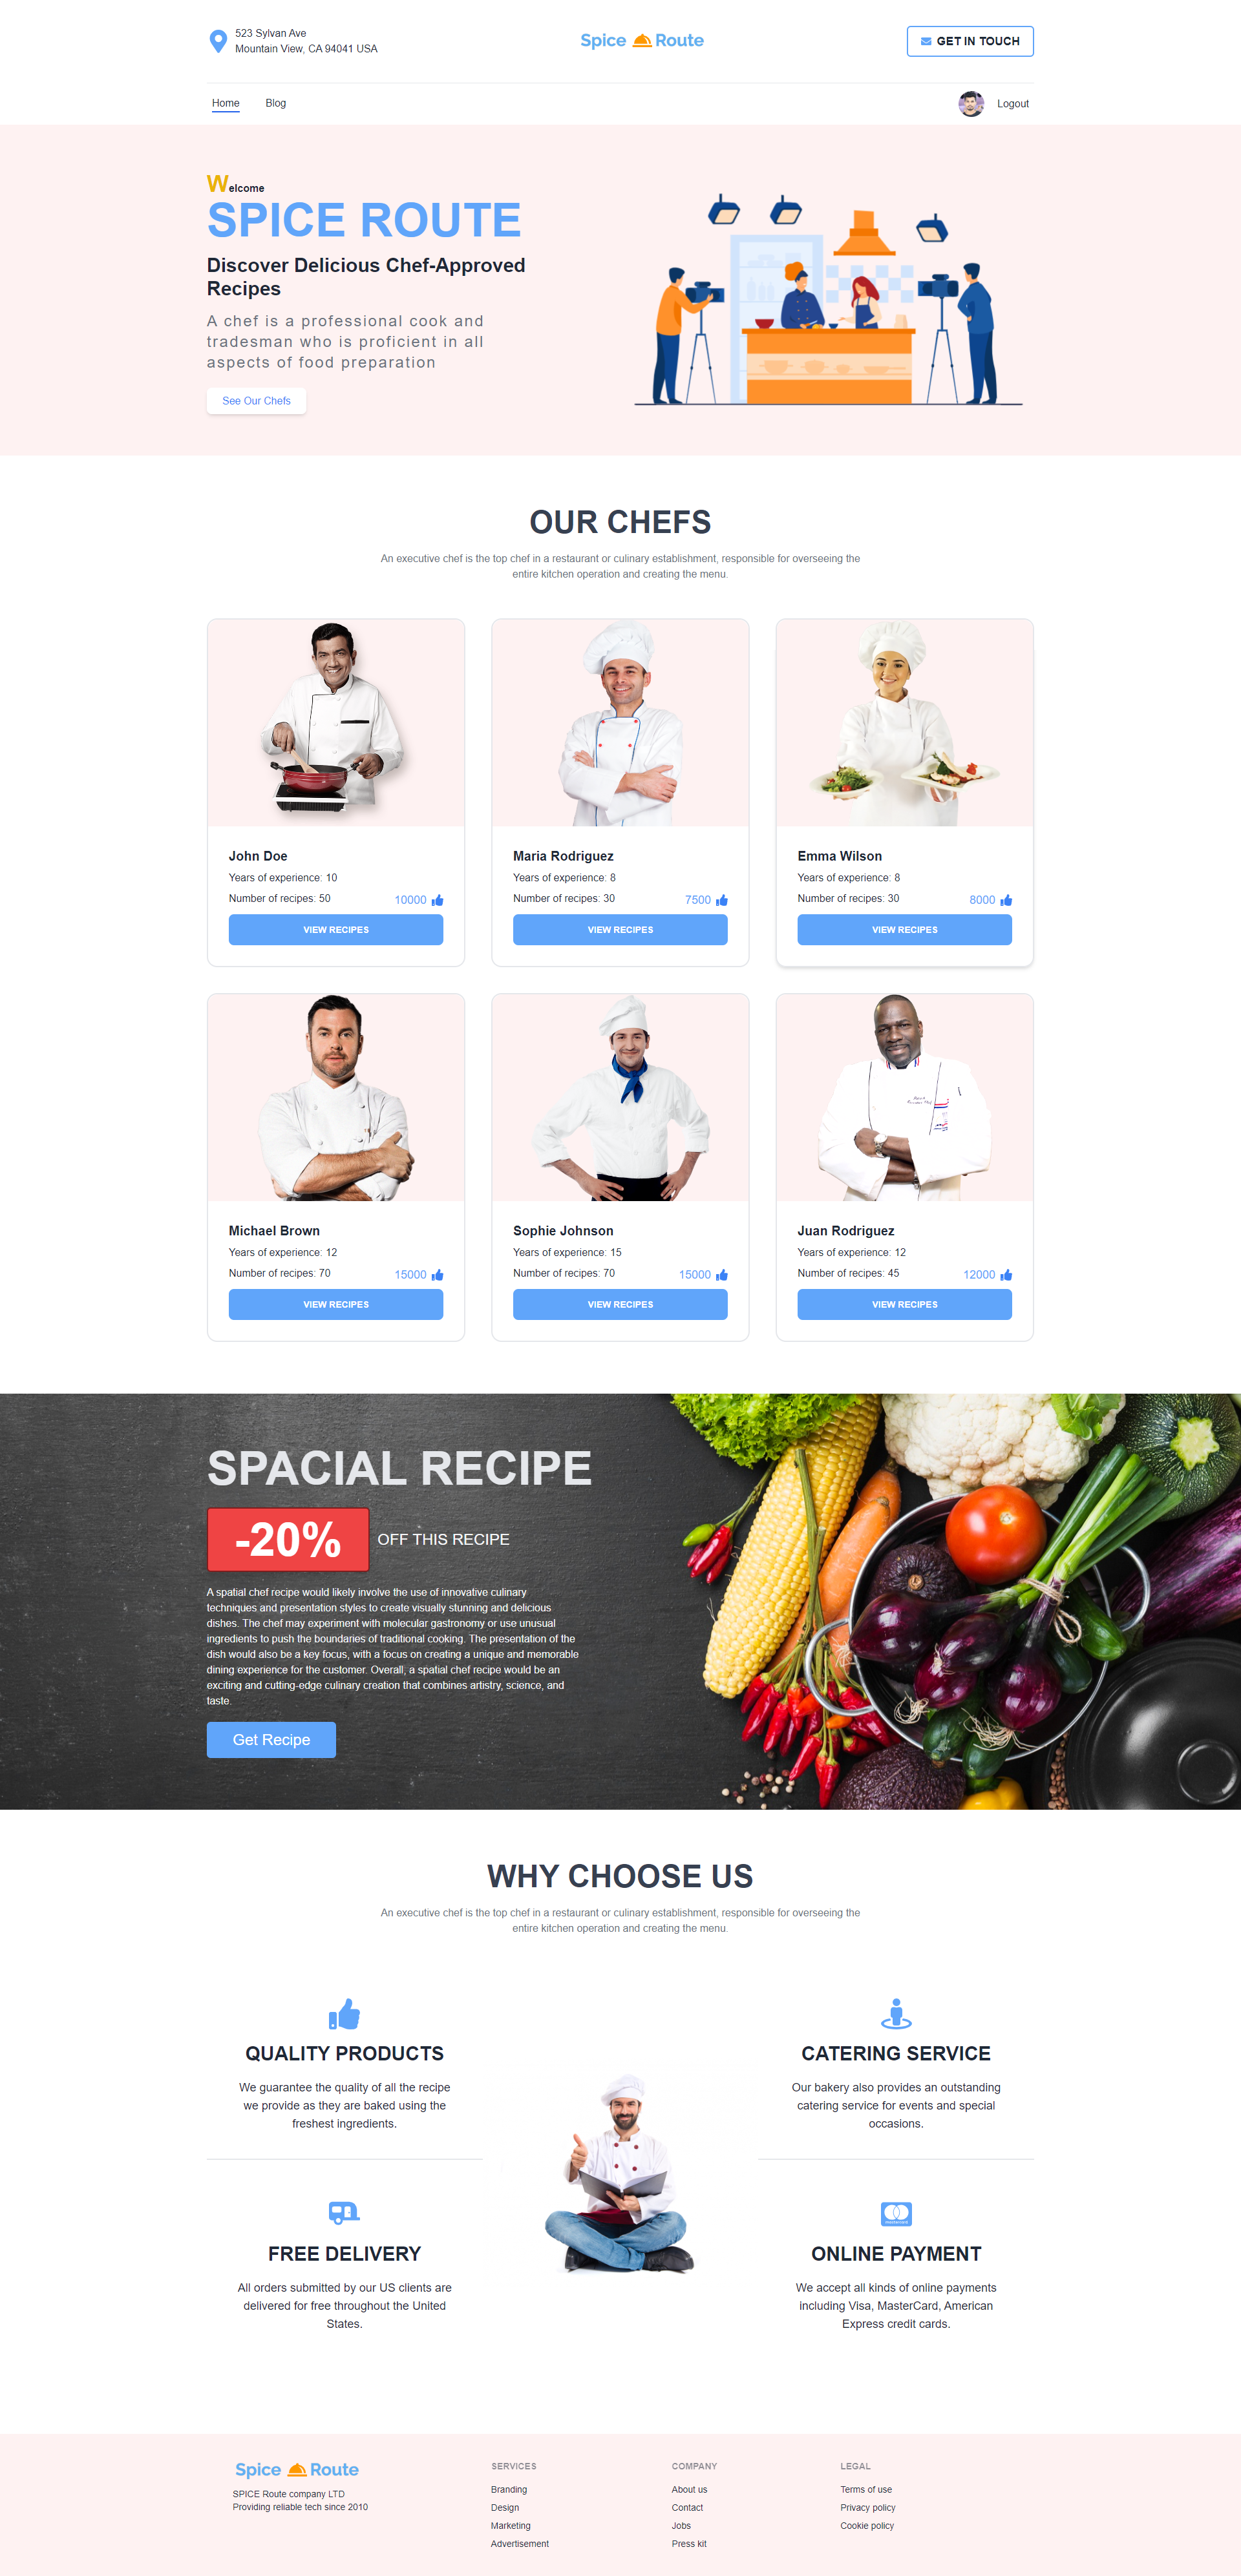 523 Sylvan Ave
Mountain View, CA 94041 USA
Spice Route
GET IN TOUCH
Home
Blog
Logout
Welcome
SPICE ROUTE
Discover Delicious Chef-Approved
Recipes
A chef is a professional cook and
tradesman who is proficient in all
aspects of food preparation
See Our Chefs
OUR CHEFS
An executive chef is the top chef in a restaurant or culinary establishment, responsible for overseeing the
entire kitchen operation and creating the menu.
John Doe
Years of experience: 10
Number of recipes: 50
10000
VIEW RECIPES
Maria Rodriguez
Years of experience: 8
Number of recipes: 30
7500
VIEW RECIPES
Emma Wilson
Years of experience: 8
Number of recipes: 30
8000
VIEW RECIPES
Michael Brown
Years of experience: 12
Number of recipes: 70
15000
VIEW RECIPES
Sophie Johnson
Years of experience: 15
Number of recipes: 70
15000
VIEW RECIPES
Juan Rodriguez
Years of experience: 12
Number of recipes: 45
12000
VIEW RECIPES
SPACIAL RECIPE
-20%
OFF THIS RECIPE
A spatial chef recipe would likely involve the use of innovative culinary
techniques and presentation styles to create visually stunning and delicious
dishes. The chef may experiment with molecular gastronomy or use unusual
ingredients to push the boundaries of traditional cooking. The presentation of the
dish would also be a key focus, with a focus on creating a unique and memorable
dining experience for the customer. Overall, a spatial chef recipe would be an
exciting and cutting-edge culinary creation that combines artistry, science, and
taste.
Get Recipe
WHY CHOOSE US
An executive chef is the top chef in a restaurant or culinary establishment, responsible for overseeing the
entire kitchen operation and creating the menu.
QUALITY PRODUCTS
We guarantee the quality of all the recipe
we provide as they are baked using the
freshest ingredients.
FREE DELIVERY
All orders submitted by our US clients are
delivered for free throughout the United
States.
CATERING SERVICE
Our bakery also provides an outstanding
catering service for events and special
occasions.
ONLINE PAYMENT
We accept all kinds of online payments
including Visa, MasterCard, American
Express credit cards.
Spice Route
SPICE Route company LTD
Providing reliable tech since 2010
SERVICES
Branding
Design
Marketing
Advertisement
COMPANY
About us
Contact
Jobs
Press kit
LEGAL
Terms of use
Privacy policy
Cookie policy